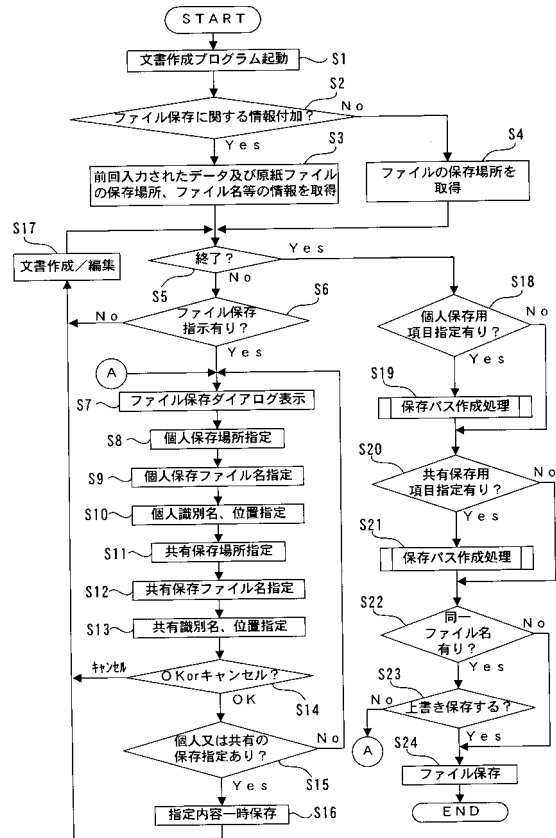 START
文書作成プログラム起動
S1
S2
ファイル保存に関する情報付加?
No
Yes
S3
前回入力されたデータ及び原紙ファイル
の保存場所、ファイル名等の情報を取得
S4
ファイルの保存場所を
取得
S17
文書作成/編集
終了?
Yes
S5
No
S6
ファイル保存
指示有り?
No
Yes
A
S7
ファイル保存ダイアログ表示
S8
個人保存場所指定
S9
個人保存ファイル名指定
S10
個人識別名、位置指定
S11
共有保存場所指定
S12
共有保存ファイル名指定
S13
共有識別名、位置指定
キャンセル
OKorキャンセル?
S14
OK
個人又は共有の
保存指定あり?
No
S15
Yes
指定内容一時保存
S16
S18
個人保存用
項目指定有り?
No
Yes
S19
保存パス作成処理
S20
共有保存用
項目指定有り?
No
Yes
S21
保存パス作成処理
S22
同一
ファイル名
有り?
No
Yes
S23
No
上書き保存する?
A
Yes
S24
ファイル保存
END